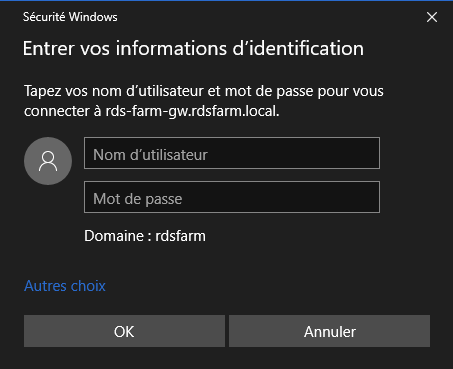 Sécurité Windows
Entrer vos informations d’identification
Tapez vos nom d’utilisateur et mot de passe pour vous
connecter à rds-farm-gw.rdsfarm.local.
Nom d’utilisateur
Mot de passe
Domaine : rdsfarm
Autres choix
OK
Annuler